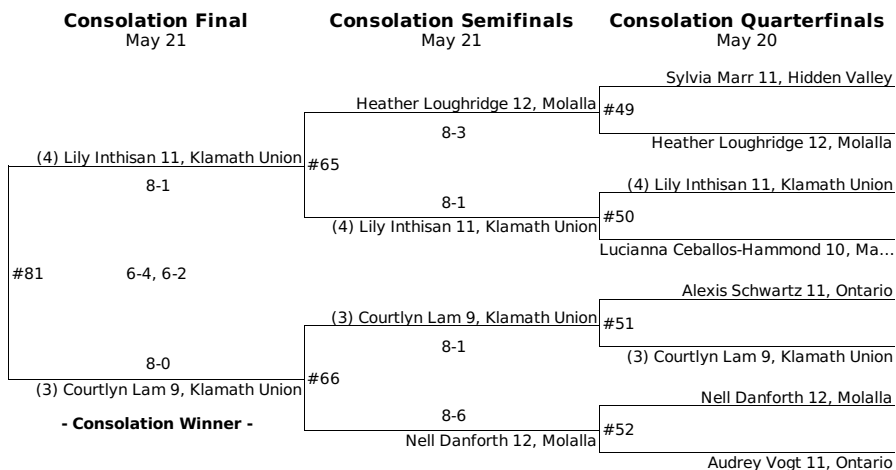 Consolation Final
May 21
Consolation Semifinals
May 21
Consolation Quarterfinals
May 20
Sylvia Marr 11, Hidden Valley
#49
Heather Loughridge 12, Molalla
Heather Loughridge 12, Molalla
8-3
#65
8-1
(4) Lily Inthisan 11, Klamath Union
(4) Lily Inthisan 11, Klamath Union
#50
Lucianna Ceballos-Hammond 10, Ma...
(4) Lily Inthisan 11, Klamath Union
8-1
#81
6-4, 6-2
8-0
(3) Courtlyn Lam 9, Klamath Union
- Consolation Winner -
Alexis Schwartz 11, Ontario
#51
(3) Courtlyn Lam 9, Klamath Union
(3) Courtlyn Lam 9, Klamath Union
8-1
#66
8-6
Nell Danforth 12, Molalla
Nell Danforth 12, Molalla
#52
Audrey Vogt 11, Ontario